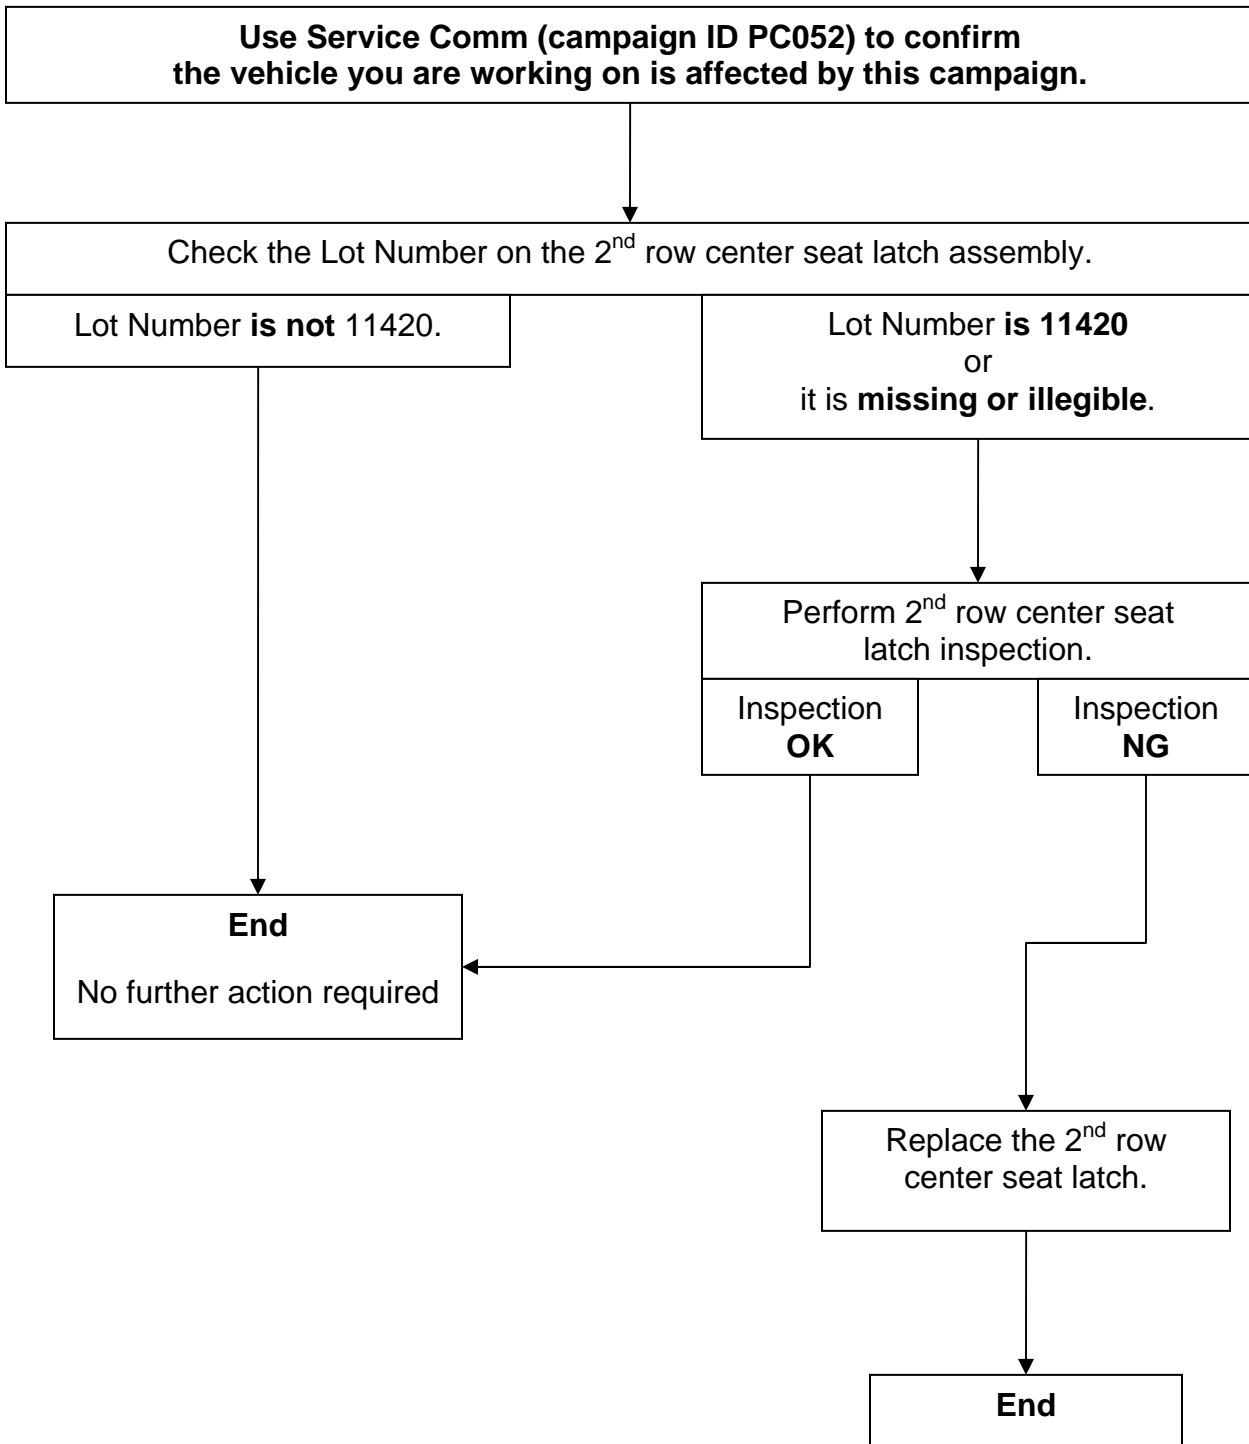 Use Service Comm (campaign ID PC052) to confirm
the vehicle you are working on is affected by this campaign.
Check the Lot Number on the 2nd row center seat latch assembly.
Lot Number is not 11420.
Lot Number is 11420
or
it is missing or illegible.
Perform 2nd row center seat
latch inspection.
Inspection
OK
Inspection
NG
End
No further action required
Replace the 2nd row
center seat latch.
End